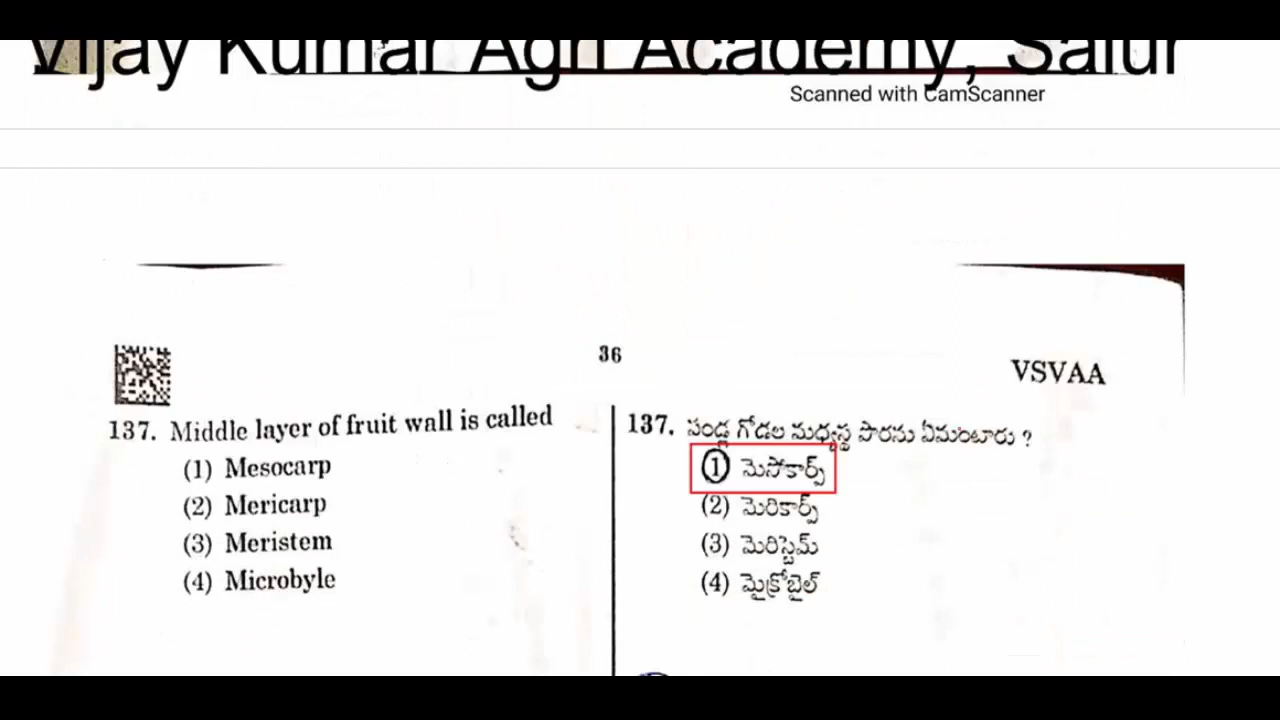 Vijay Kumar Agri Academy, Salur
Scanned with CamScanner
36
VSVAA
137. Middle layer of fruit wall is called
(1) Mesocarp
(2) Mericarp
(3) Meristem
(4) Microbyle
137. పండ్ల గోడల మధ్యస్థ పొరను ఏమంటారు ?
(1) మెసోకార్ప్
(2) మెరికార్ప్
(3) మెరిస్టెమ్
(4) మైక్రోబైల్